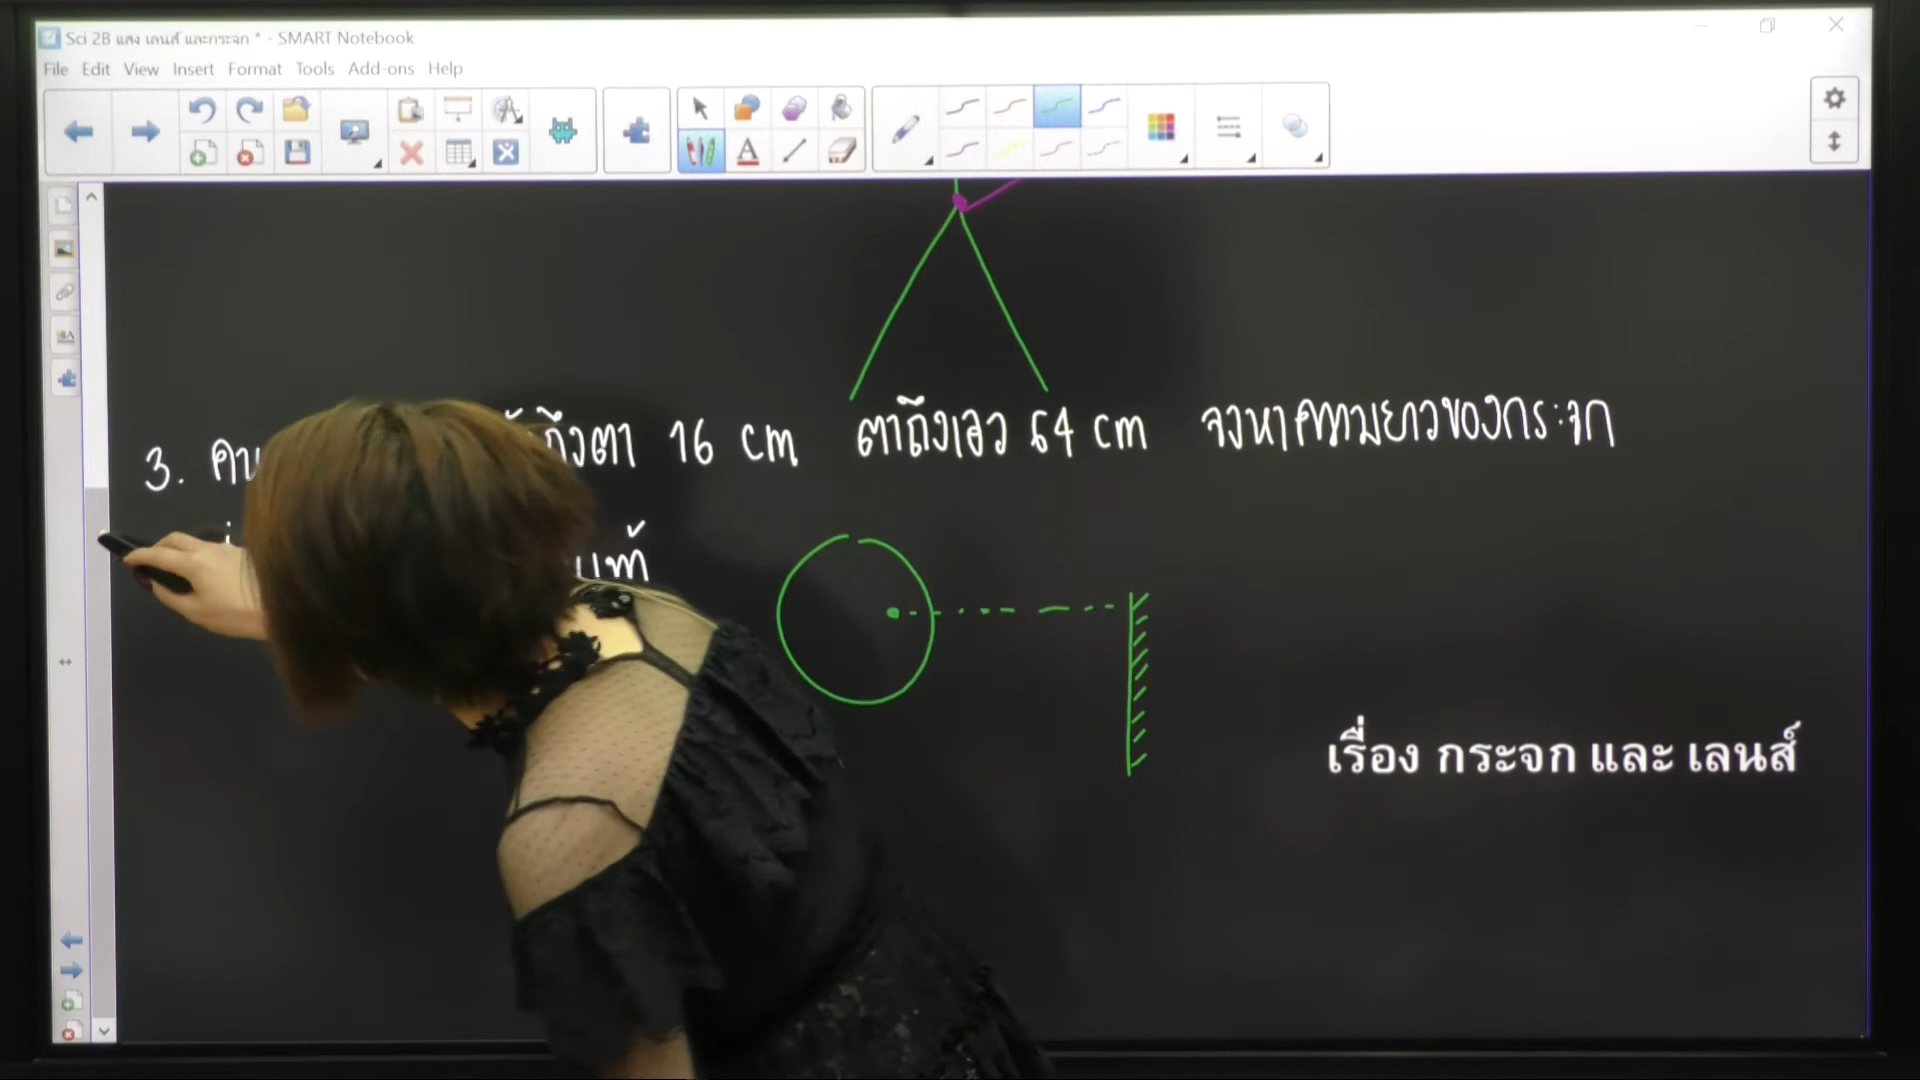 Sci 2B แสง เลนส์ และกระจก * - SMART Notebook
File Edit View Insert Format Tools Add-ons Help
3. คน ถึงตา 16 cm ตาถึงเอว 64 cm จงหาความยาวของกระจก
แท้
เรื่อง กระจก และ เลนส์